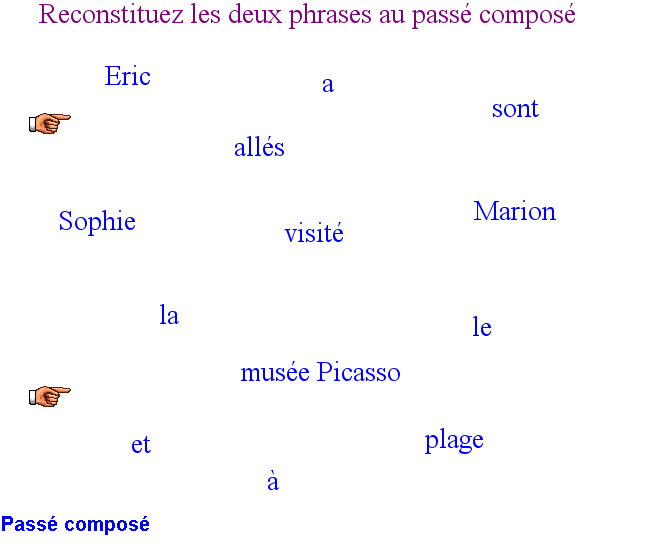 Reconstituez les deux phrases au passé composé
Eric
a
sont
allés
Sophie
visité
Marion
la
le
musée Picasso
et
plage
à
Passé composé